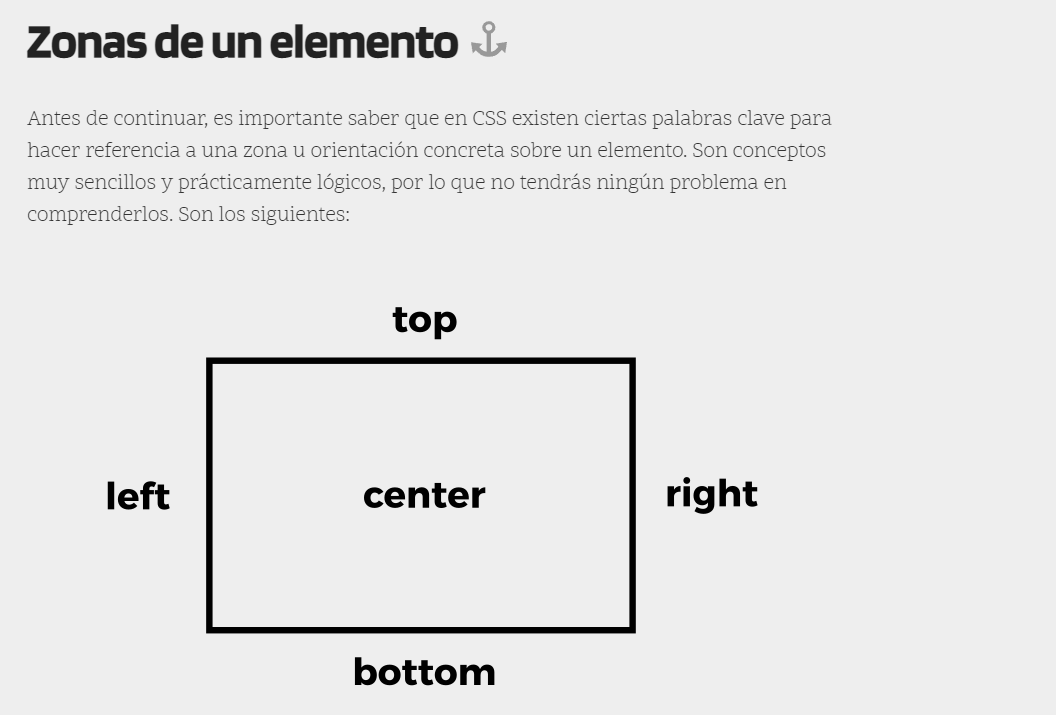 Zonas de un elemento
Antes de continuar, es importante saber que en CSS existen ciertas palabras clave para
hacer referencia a una zona u orientación concreta sobre un elemento. Son conceptos
muy sencillos y prácticamente lógicos, por lo que no tendrás ningún problema en
comprenderlos. Son los siguientes:
top
left
center
right
bottom